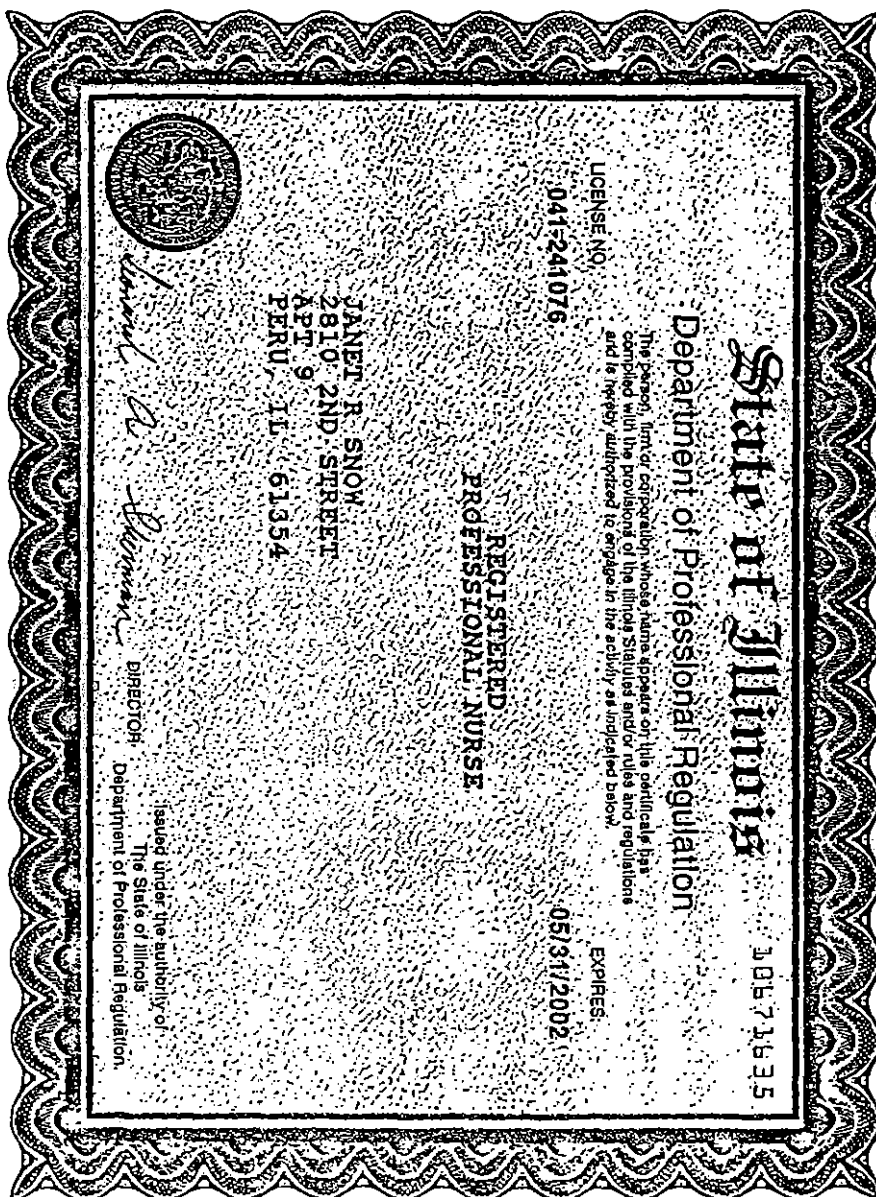 State of Illinois
10671635
Department of Professional Regulation
The person, firm or corporation whose name appears on this certificate has
complied with the provisions of the Illinois Statutes and/or rules and regulations
and is hereby authorized to engage in the activity as indicated below.
LICENSE NO.
EXPIRES:
041-241076
05/31/2002
REGISTERED
PROFESSIONAL NURSE
JANET R SNOW
2810 2ND STREET
APT 9
PERU, IL 61354
DIRECTOR
Issued under the authority of
The State of Illinois
Department of Professional Regulation